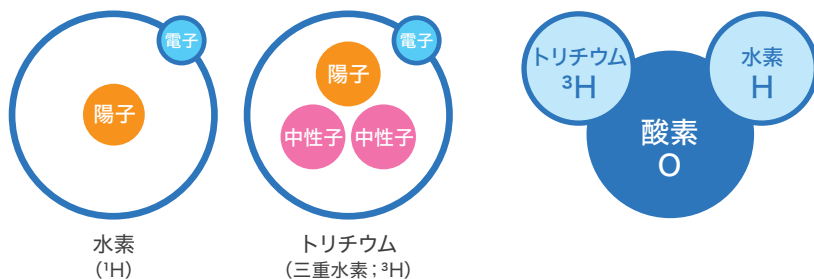 電子
陽子
水素
(¹H)
電子
陽子
中性子 中性子
トリチウム
(三重水素;³H)
トリチウム
³H
水素
H
酸素
O